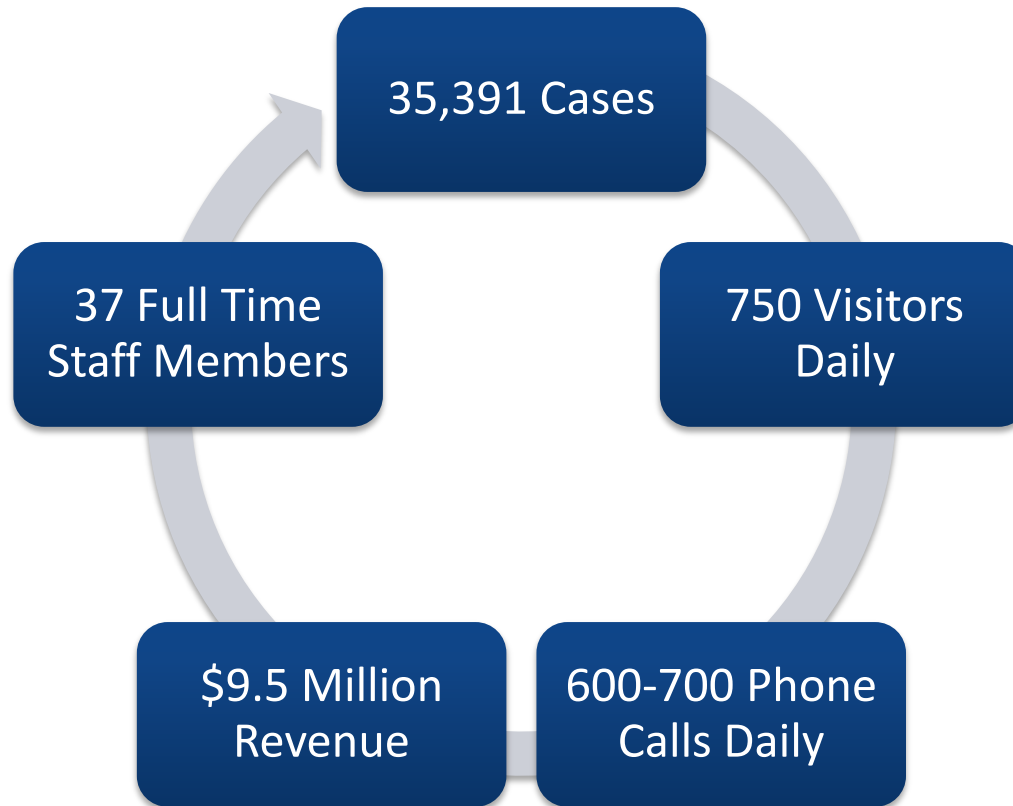 35,391 Cases
750 Visitors
Daily
600-700 Phone
Calls Daily
$9.5 Million
Revenue
37 Full Time
Staff Members